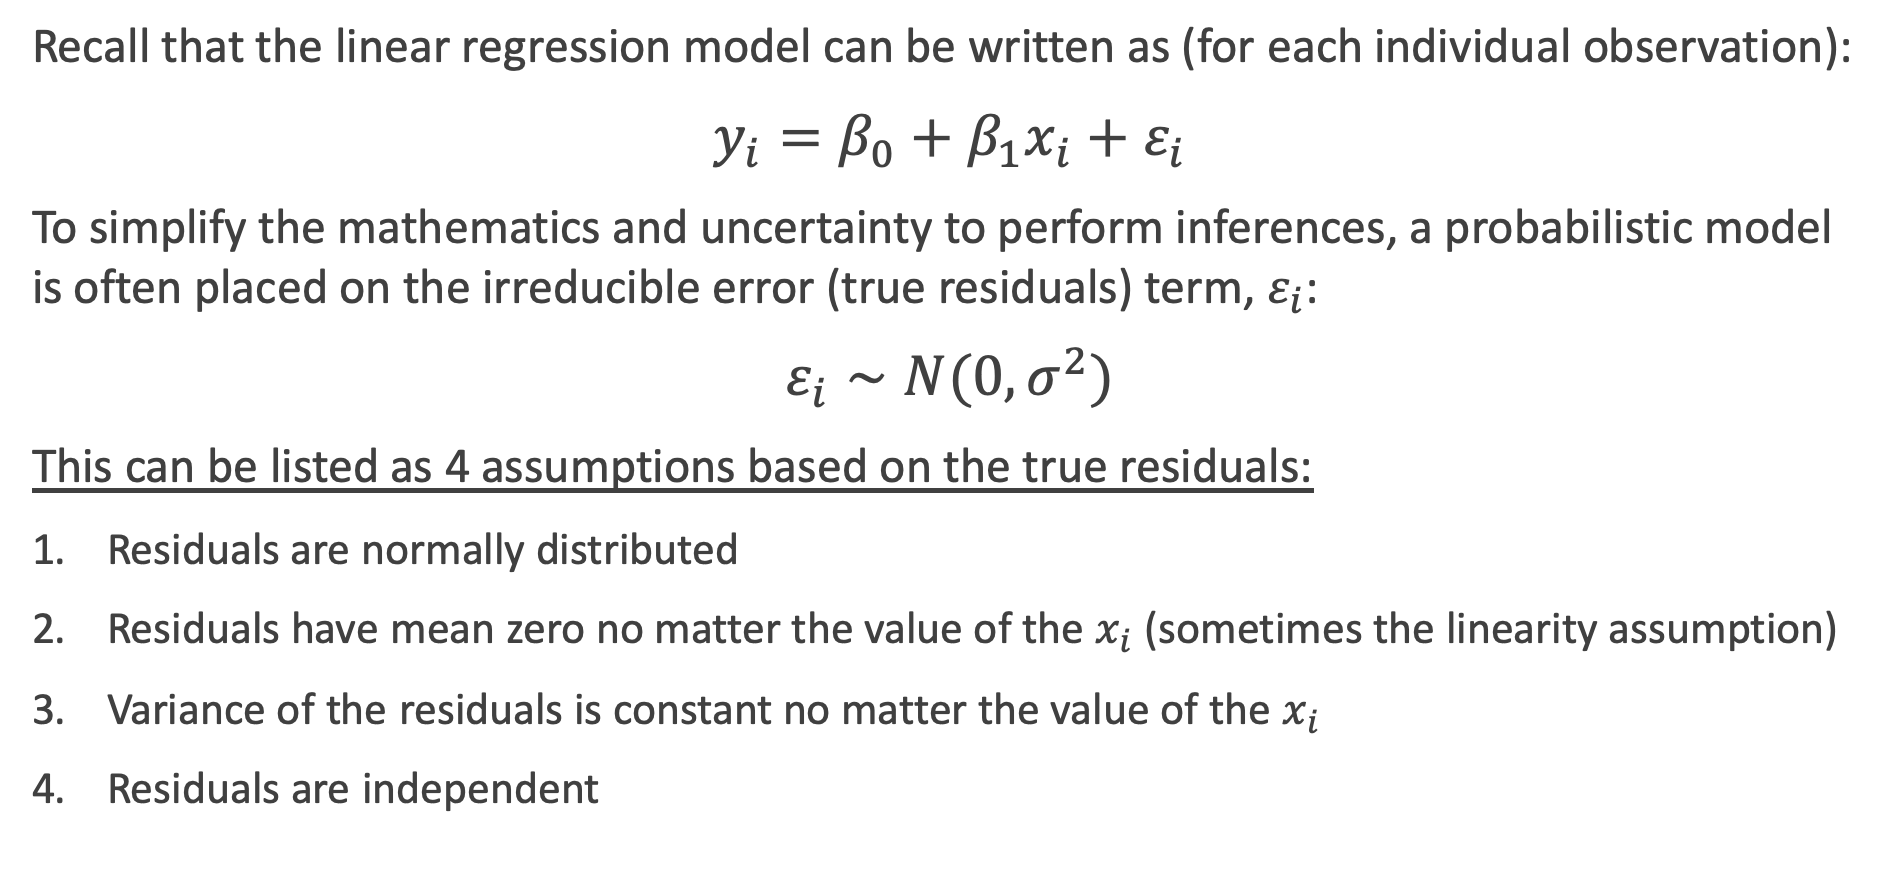 Recall that the linear regression model can be written as (for each individual observation):
𝑦ᵢ = 𝛽₀ + 𝛽₁𝑥ᵢ + 𝜀ᵢ
To simplify the mathematics and uncertainty to perform inferences, a probabilistic model
is often placed on the irreducible error (true residuals) term, 𝜀ᵢ:
𝜀ᵢ ~ 𝑁(0, 𝜎²)
This can be listed as 4 assumptions based on the true residuals:
1. Residuals are normally distributed
2. Residuals have mean zero no matter the value of the 𝑥ᵢ (sometimes the linearity assumption)
3. Variance of the residuals is constant no matter the value of the 𝑥ᵢ
4. Residuals are independent